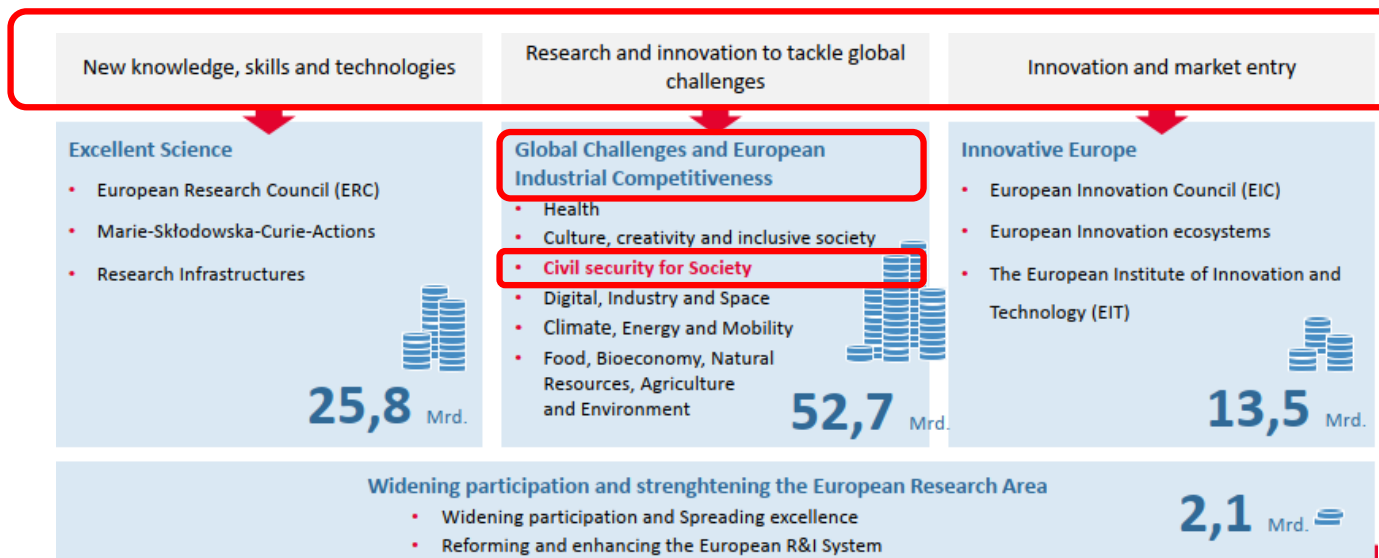 New knowledge, skills and technologies
Research and innovation to tackle global
challenges
Innovation and market entry
Excellent Science
• European Research Council (ERC)
• Marie-Skłodowska-Curie-Actions
• Research Infrastructures
25,8 Mrd.
Global Challenges and European
Industrial Competitiveness
• Health
• Culture, creativity and inclusive society
• Civil security for Society
• Digital, Industry and Space
• Climate, Energy and Mobility
• Food, Bioeconomy, Natural
Resources, Agriculture
and Environment
52,7 Mrd.
Innovative Europe
• European Innovation Council (EIC)
• European Innovation ecosystems
• The European Institute of Innovation and
Technology (EIT)
13,5 Mrd.
Widening participation and strenghtening the European Research Area
• Widening participation and Spreading excellence
• Reforming and enhancing the European R&I System
2,1 Mrd.